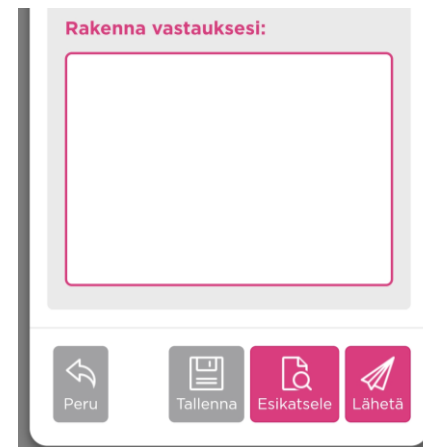 Rakenna vastauksesi:
Peru
Tallenna
Esikatsele
Lähetä